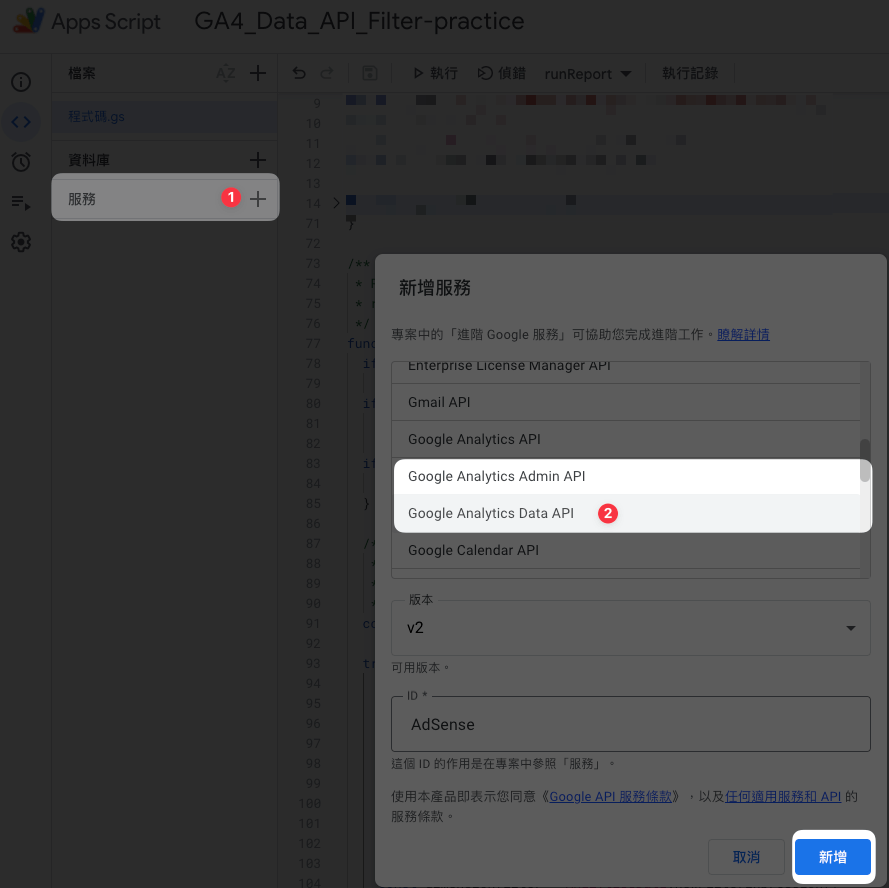 Apps Script GA4_Data_API_Filter-practice
檔案 AZ 執行 偵錯 runReport 執行記錄
程式碼.gs
資料庫
服務 1
9
10
11
12
13
14
71 }
72
73 /**
74 *
75 *
76 */
77 func
78 if
79
80 if
81
82
83 if
84
85 }
86
87 /*
88 *
89 *
90 *
91 co
92
93 t
94
95
96
97
98
99
100
101
102
103
104
新增服務
專案中的「進階 Google 服務」可協助您完成進階工作。瞭解詳情
Enterprise License Manager API
Gmail API
Google Analytics API
Google Analytics Admin API
Google Analytics Data API 2
Google Calendar API
版本
v2
可用版本。
ID *
AdSense
這個 ID 的作用是在專案中參照「服務」。
使用本產品即表示您同意《Google API 服務條款》，以及任何適用服務和 API 的
服務條款。
取消 新增